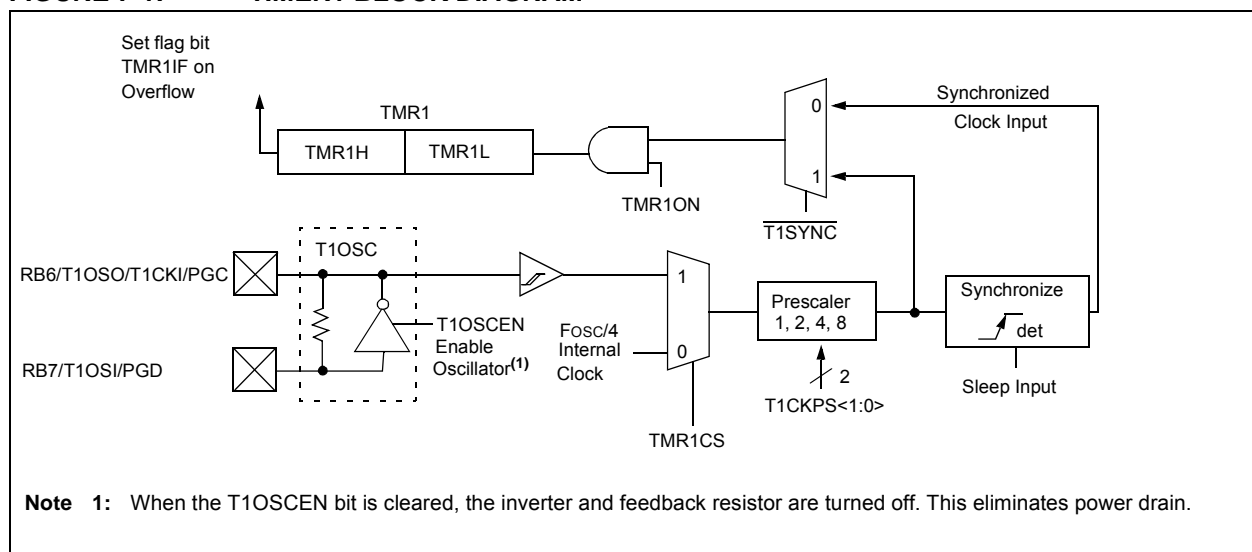 Set flag bit
TMR1IF on
Overflow
TMR1
TMR1H
TMR1L
TMR1ON
0
1
T1SYNC
Synchronized
Clock Input
RB6/T1OSO/T1CKI/PGC
RB7/T1OSI/PGD
T1OSC
T1OSCEN
Enable
Oscillator(1)
FOSC/4
Internal
Clock
1
0
TMR1CS
Prescaler
1, 2, 4, 8
2
T1CKPS<1:0>
Synchronize
det
Sleep Input
Note 1: When the T1OSCEN bit is cleared, the inverter and feedback resistor are turned off. This eliminates power drain.